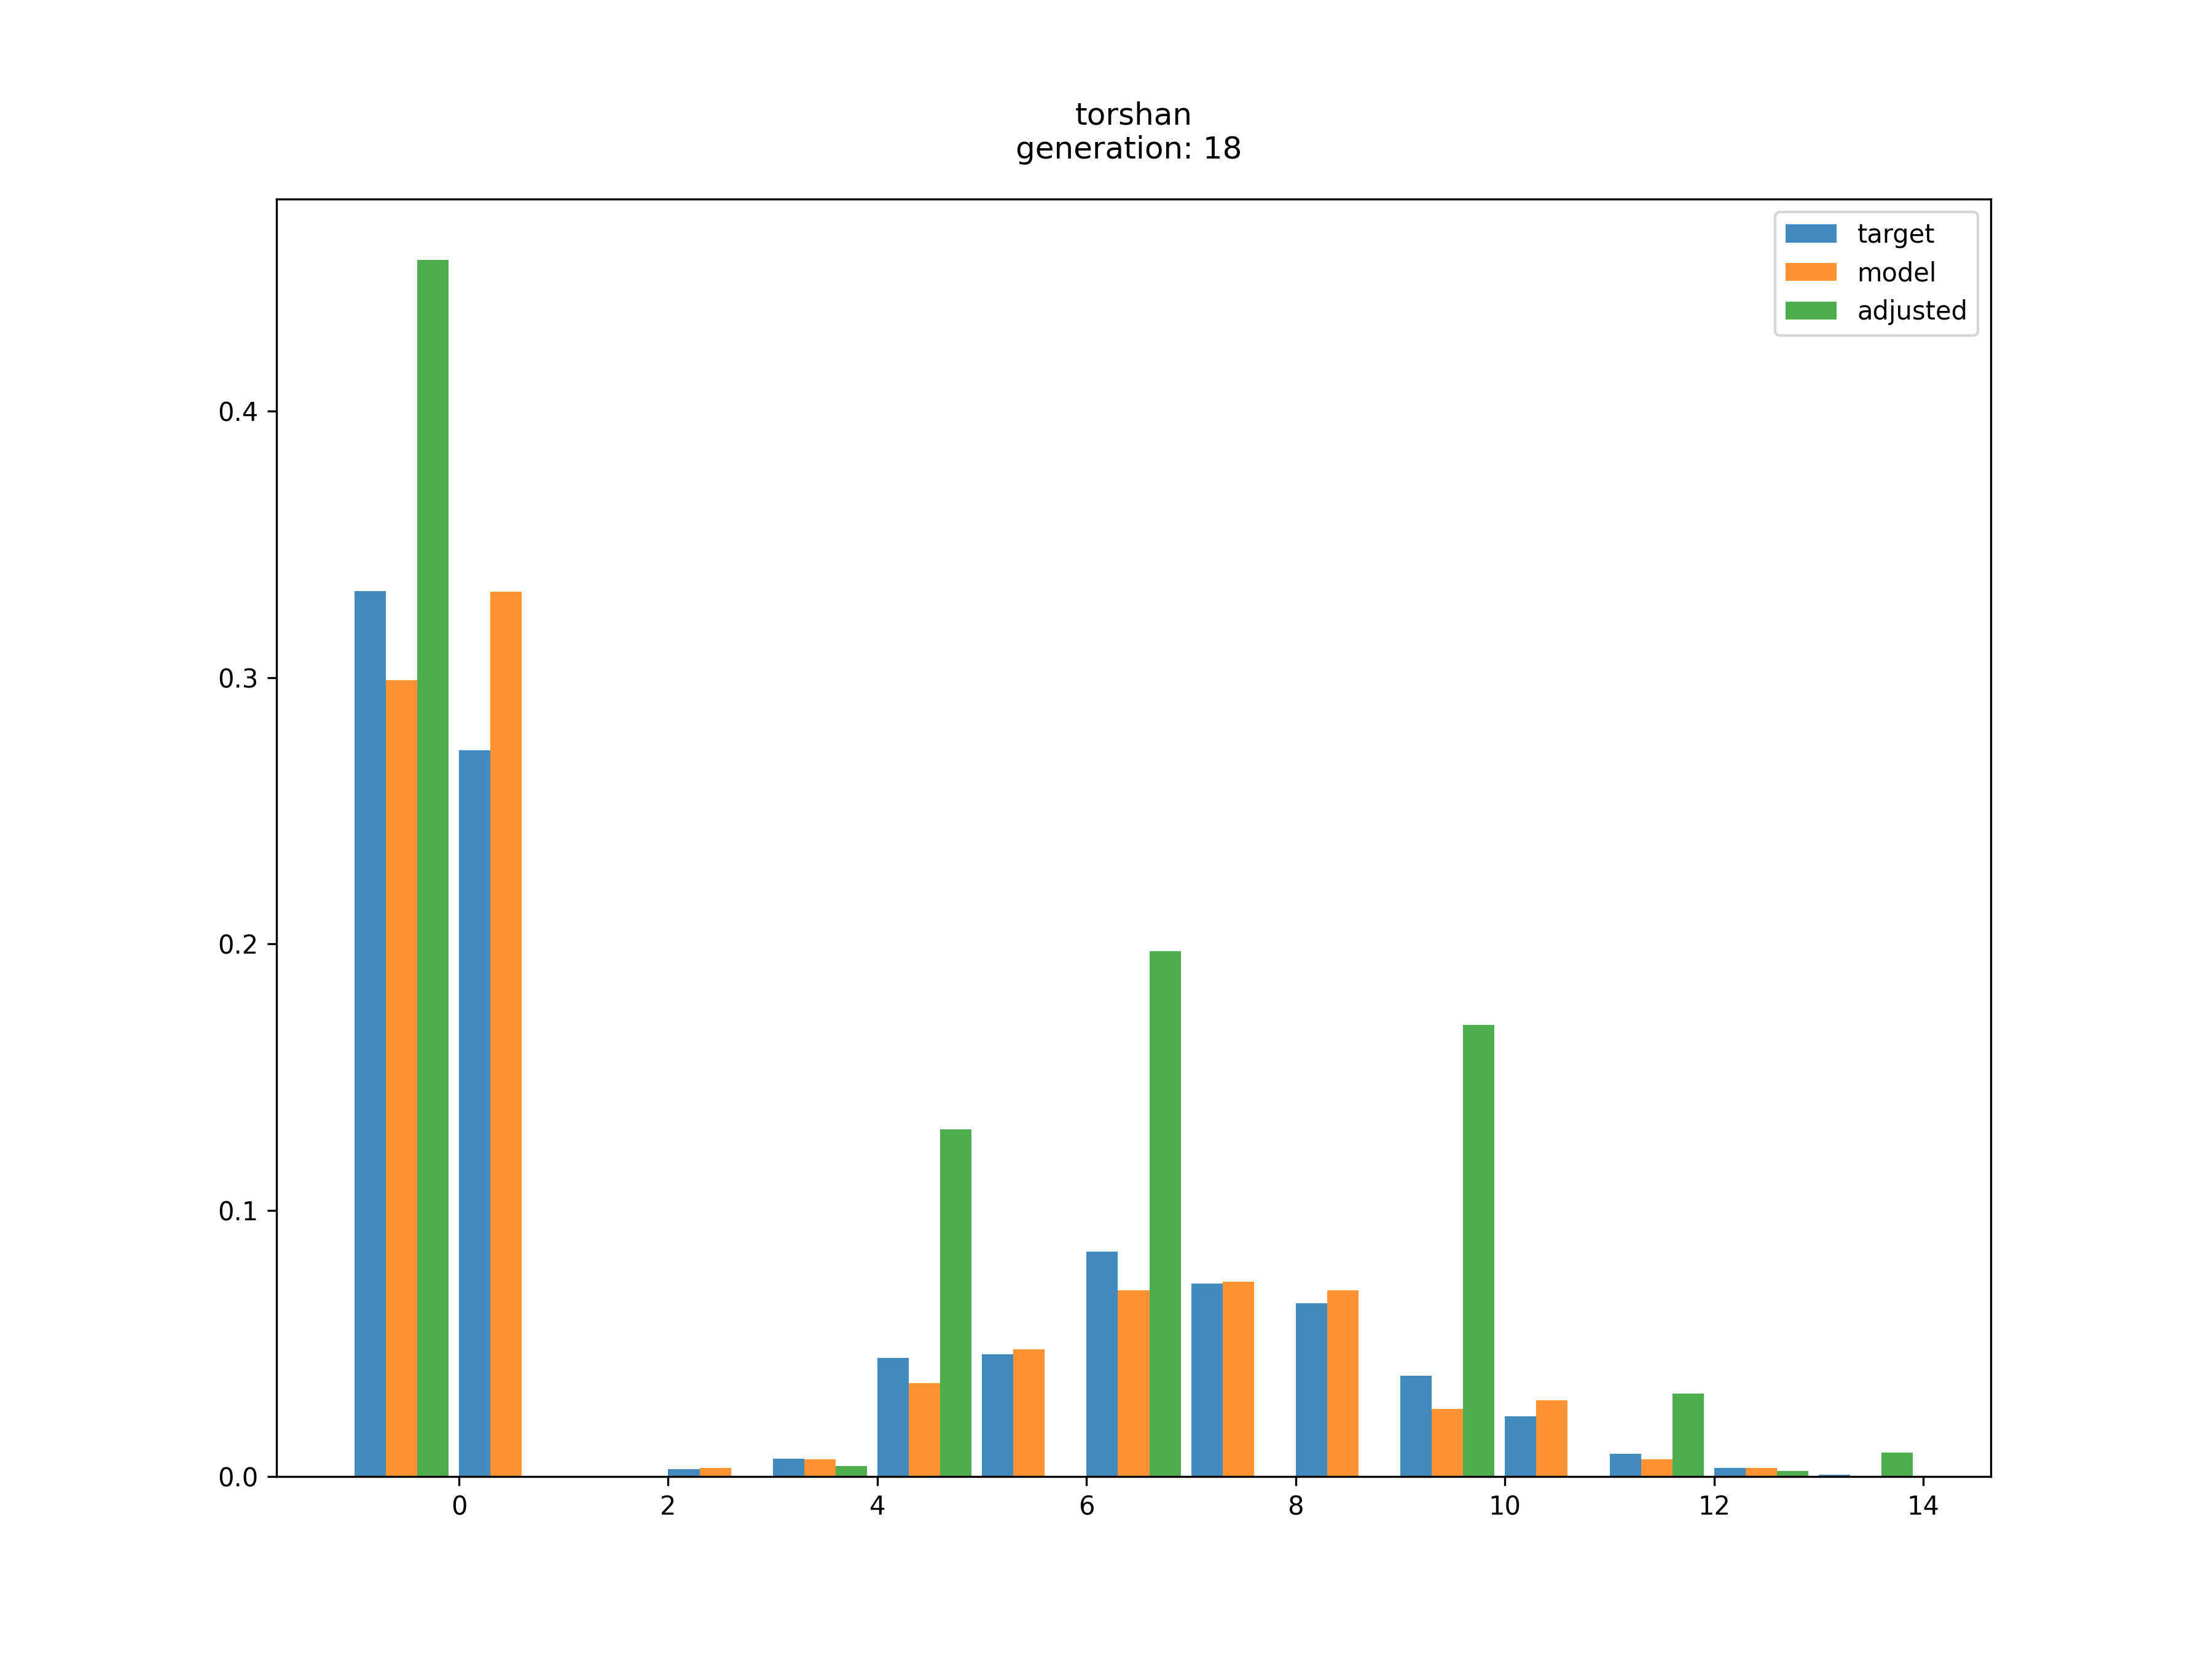 torshan
generation: 18
target
model
adjusted
0.4
0.3
0.2
0.1
0.0
0 2 4 6 8 10 12 14